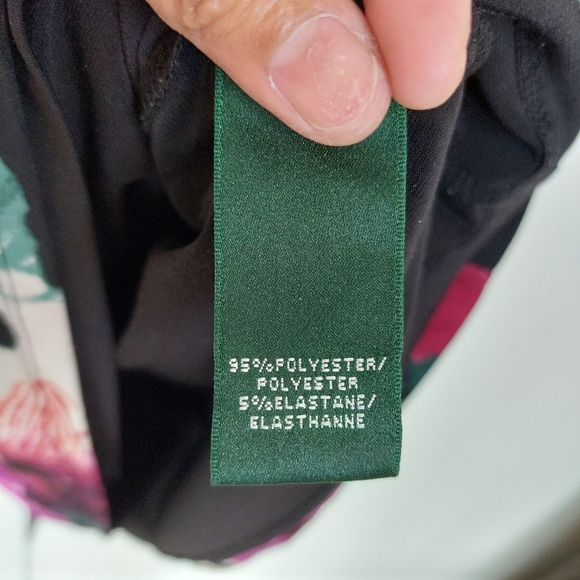 95%POLYESTER/
POLYESTER
5%ELASTANE/
ELASTHANNE